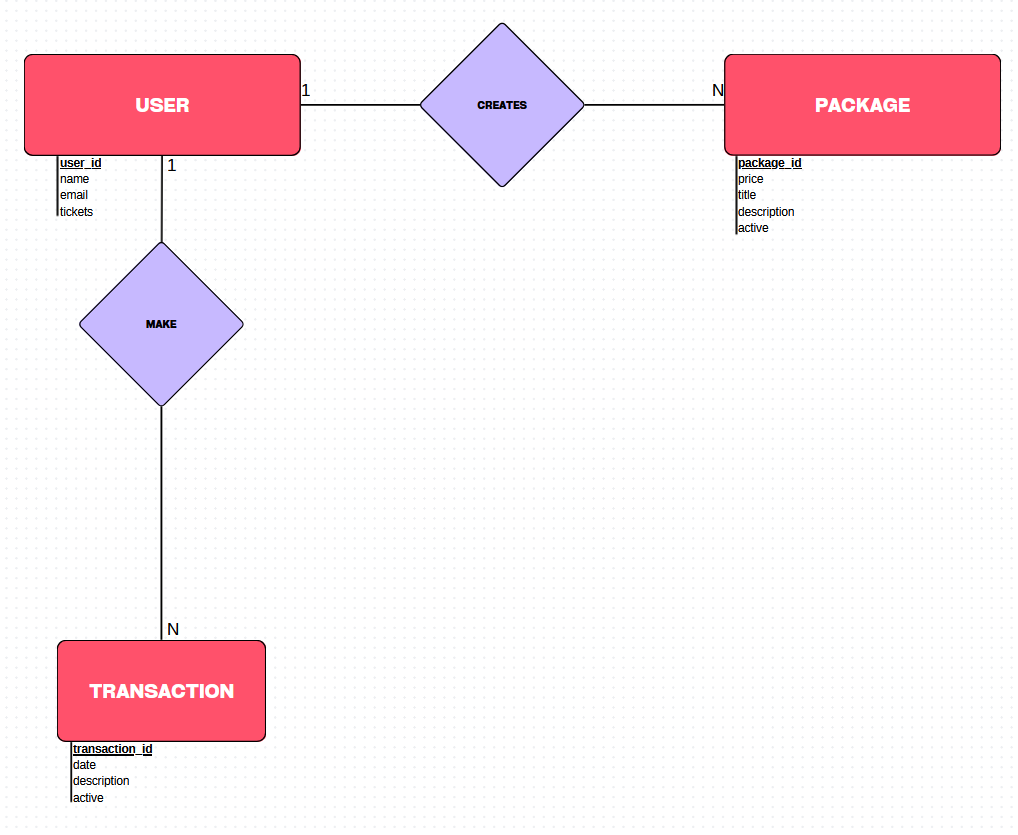 USER
1
CREATES
N
PACKAGE
user_id
name
email
tickets
1
package_id
price
title
description
active
MAKE
N
TRANSACTION
transaction_id
date
description
active